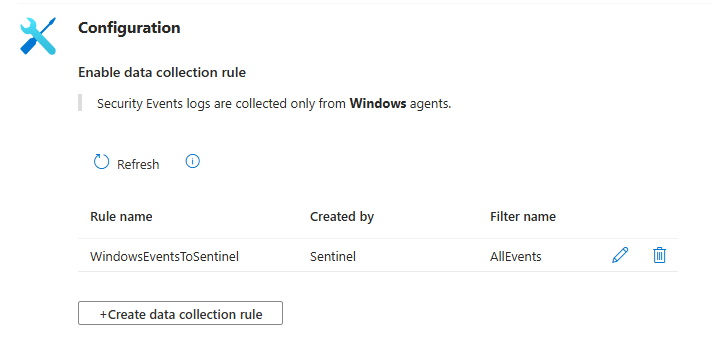 Configuration
Enable data collection rule
Security Events logs are collected only from Windows agents.
Refresh
Rule name Created by Filter name
WindowsEventsToSentinel Sentinel AllEvents
+Create data collection rule